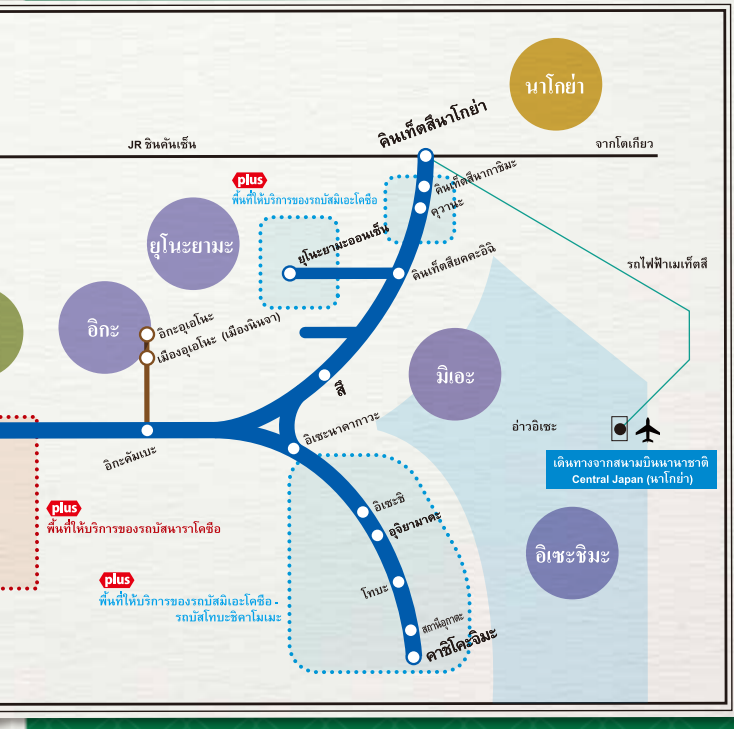 นาโกย่า
คินเท็ตสึนาโกย่า
JR ชินคันเซ็น
จากโตเกียว
plus
พื้นที่ให้บริการของรถบัสมิเอะโคซือ
คินเท็ตสึนากาชิมะ
คุวานะ
ยุโนะยามะ
ยุโนะยามะออนเซ็น
คินเท็ตสึยคคะอิฉิ
รถไฟฟ้าเมเท็ตสึ
อิกะ
อิกะอุเอโนะ
เมืองอุเอโนะ (เมืองนินจา)
มิเอะ
สึ
อ่าวอิเซะ
อิเซะนาคากาวะ
อิกะคัมเบะ
เดินทางจากสนามบินนานาชาติ
Central Japan (นาโกย่า)
plus
พื้นที่ให้บริการของรถบัสนาราโคซือ
อิเซะชิ
อุจิยามาดะ
อิเซะชิมะ
plus
พื้นที่ให้บริการของรถบัสมิเอะโคซือ -
รถบัสโทบะชิคาโมเมะ
โทบะ
สถานีอุกาตะ
คาชิโคะจิมะ